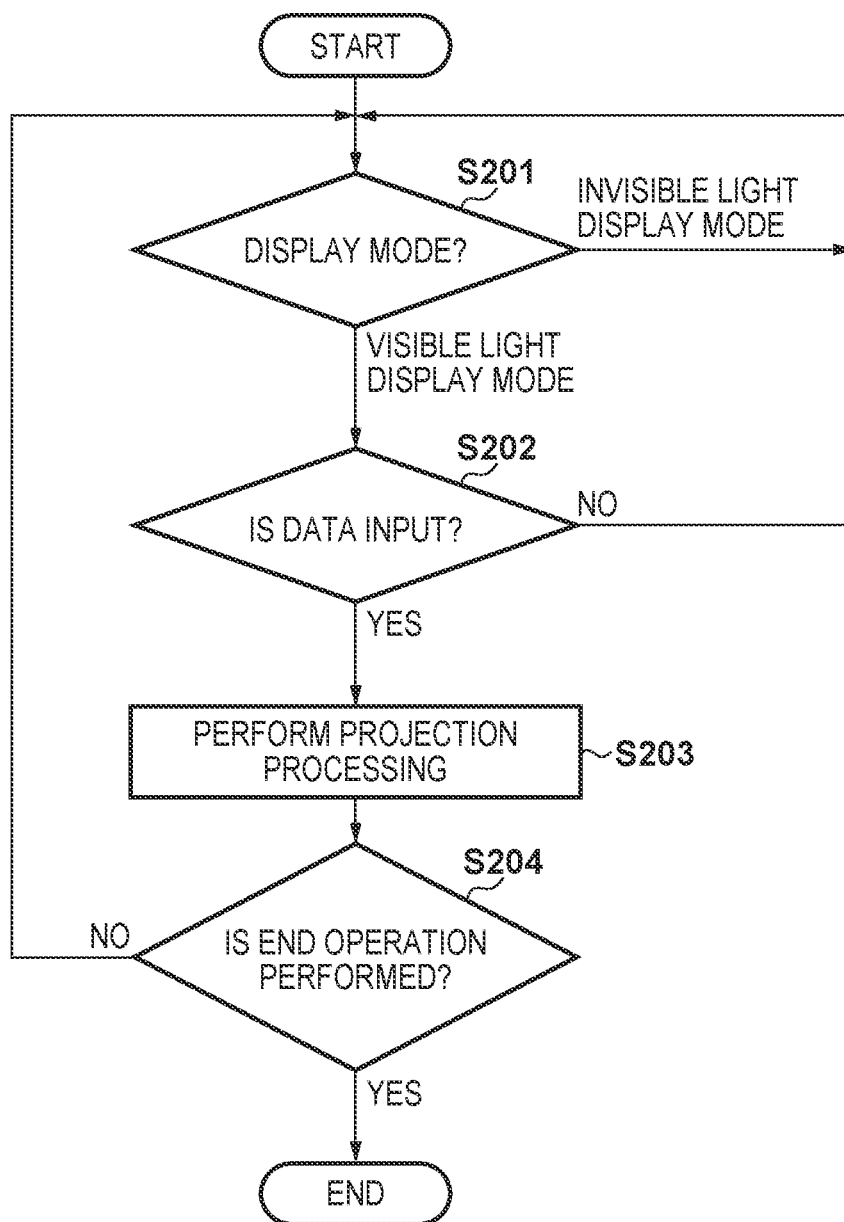 START
S201
INVISIBLE LIGHT
DISPLAY MODE
DISPLAY MODE?
VISIBLE LIGHT
DISPLAY MODE
S202
IS DATA INPUT?
NO
YES
PERFORM PROJECTION
PROCESSING
S203
S204
NO
IS END OPERATION
PERFORMED?
YES
END